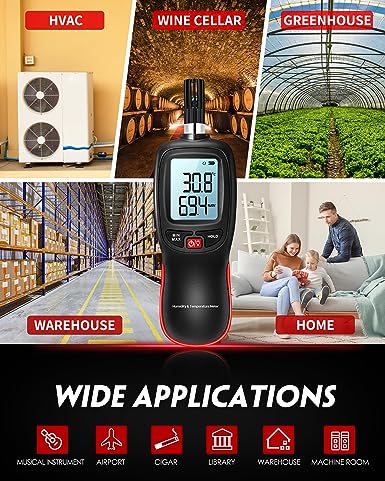 HVAC
WINE CELLAR
GREENHOUSE
30.8
69.4
MIN
MAX
HOLD
Humidity & Temperature Meter
WAREHOUSE
HOME
WIDE APPLICATIONS
MUSICAL INSTRUMENT
AIRPORT
CIGAR
LIBRARY
WAREHOUSE
MACHINE ROOM